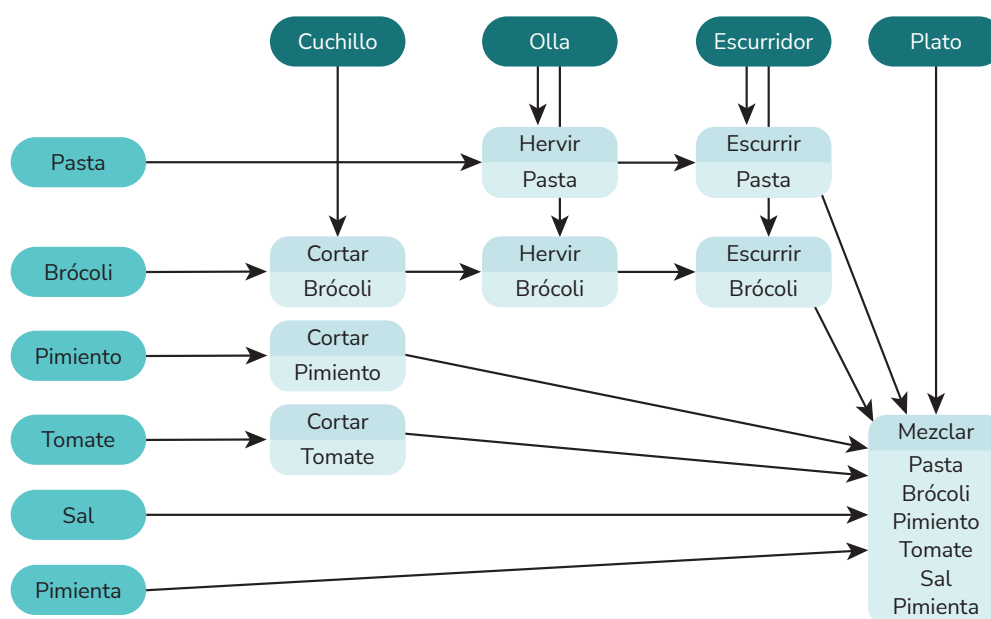 Cuchillo
Olla
Escurridor
Plato
Pasta
Hervir
Pasta
Escurrir
Pasta
Brócoli
Cortar
Brócoli
Hervir
Brócoli
Escurrir
Brócoli
Pimiento
Cortar
Pimiento
Tomate
Cortar
Tomate
Sal
Pimienta
Mezclar
Pasta
Brócoli
Pimiento
Tomate
Sal
Pimienta